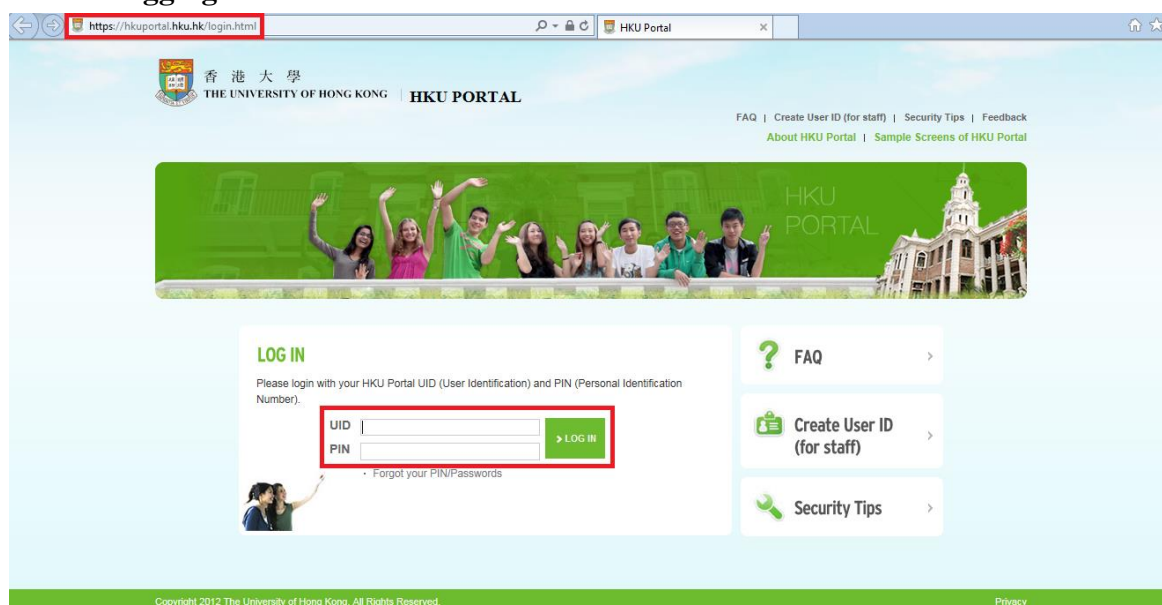 https://hkuportal.hku.hk/login.html
HKU Portal
香港大學
THE UNIVERSITY OF HONG KONG
HKU PORTAL
FAQ | Create User ID (for staff) | Security Tips | Feedback
About HKU Portal | Sample Screens of HKU Portal
HKU
PORTAL
LOG IN
Please login with your HKU Portal UID (User Identification) and PIN (Personal Identification
Number).
UID
PIN
> LOG IN
• Forgot your PIN/Passwords
? FAQ >
Create User ID
(for staff) >
Security Tips >
Copyright 2012 The University of Hong Kong. All Rights Reserved.
Privacy